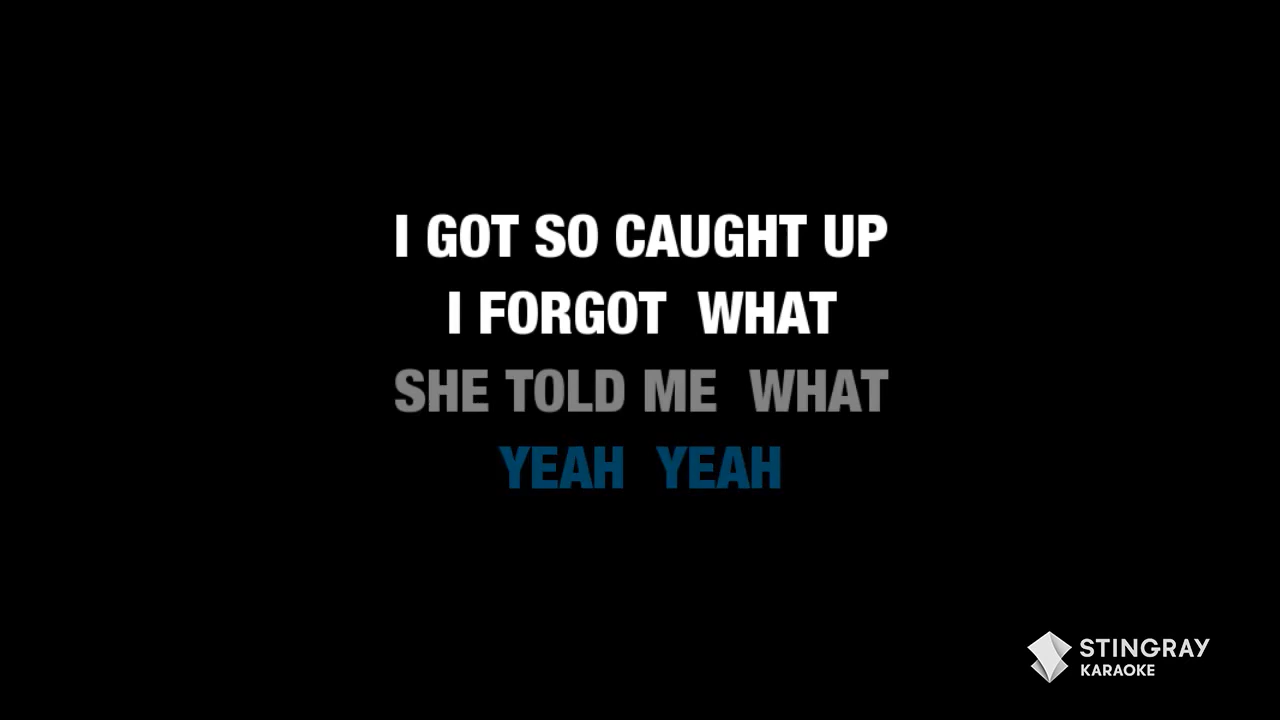 I GOT SO CAUGHT UP
I FORGOT WHAT
SHE TOLD ME WHAT
YEAH YEAH
STINGRAY
KARAOKE